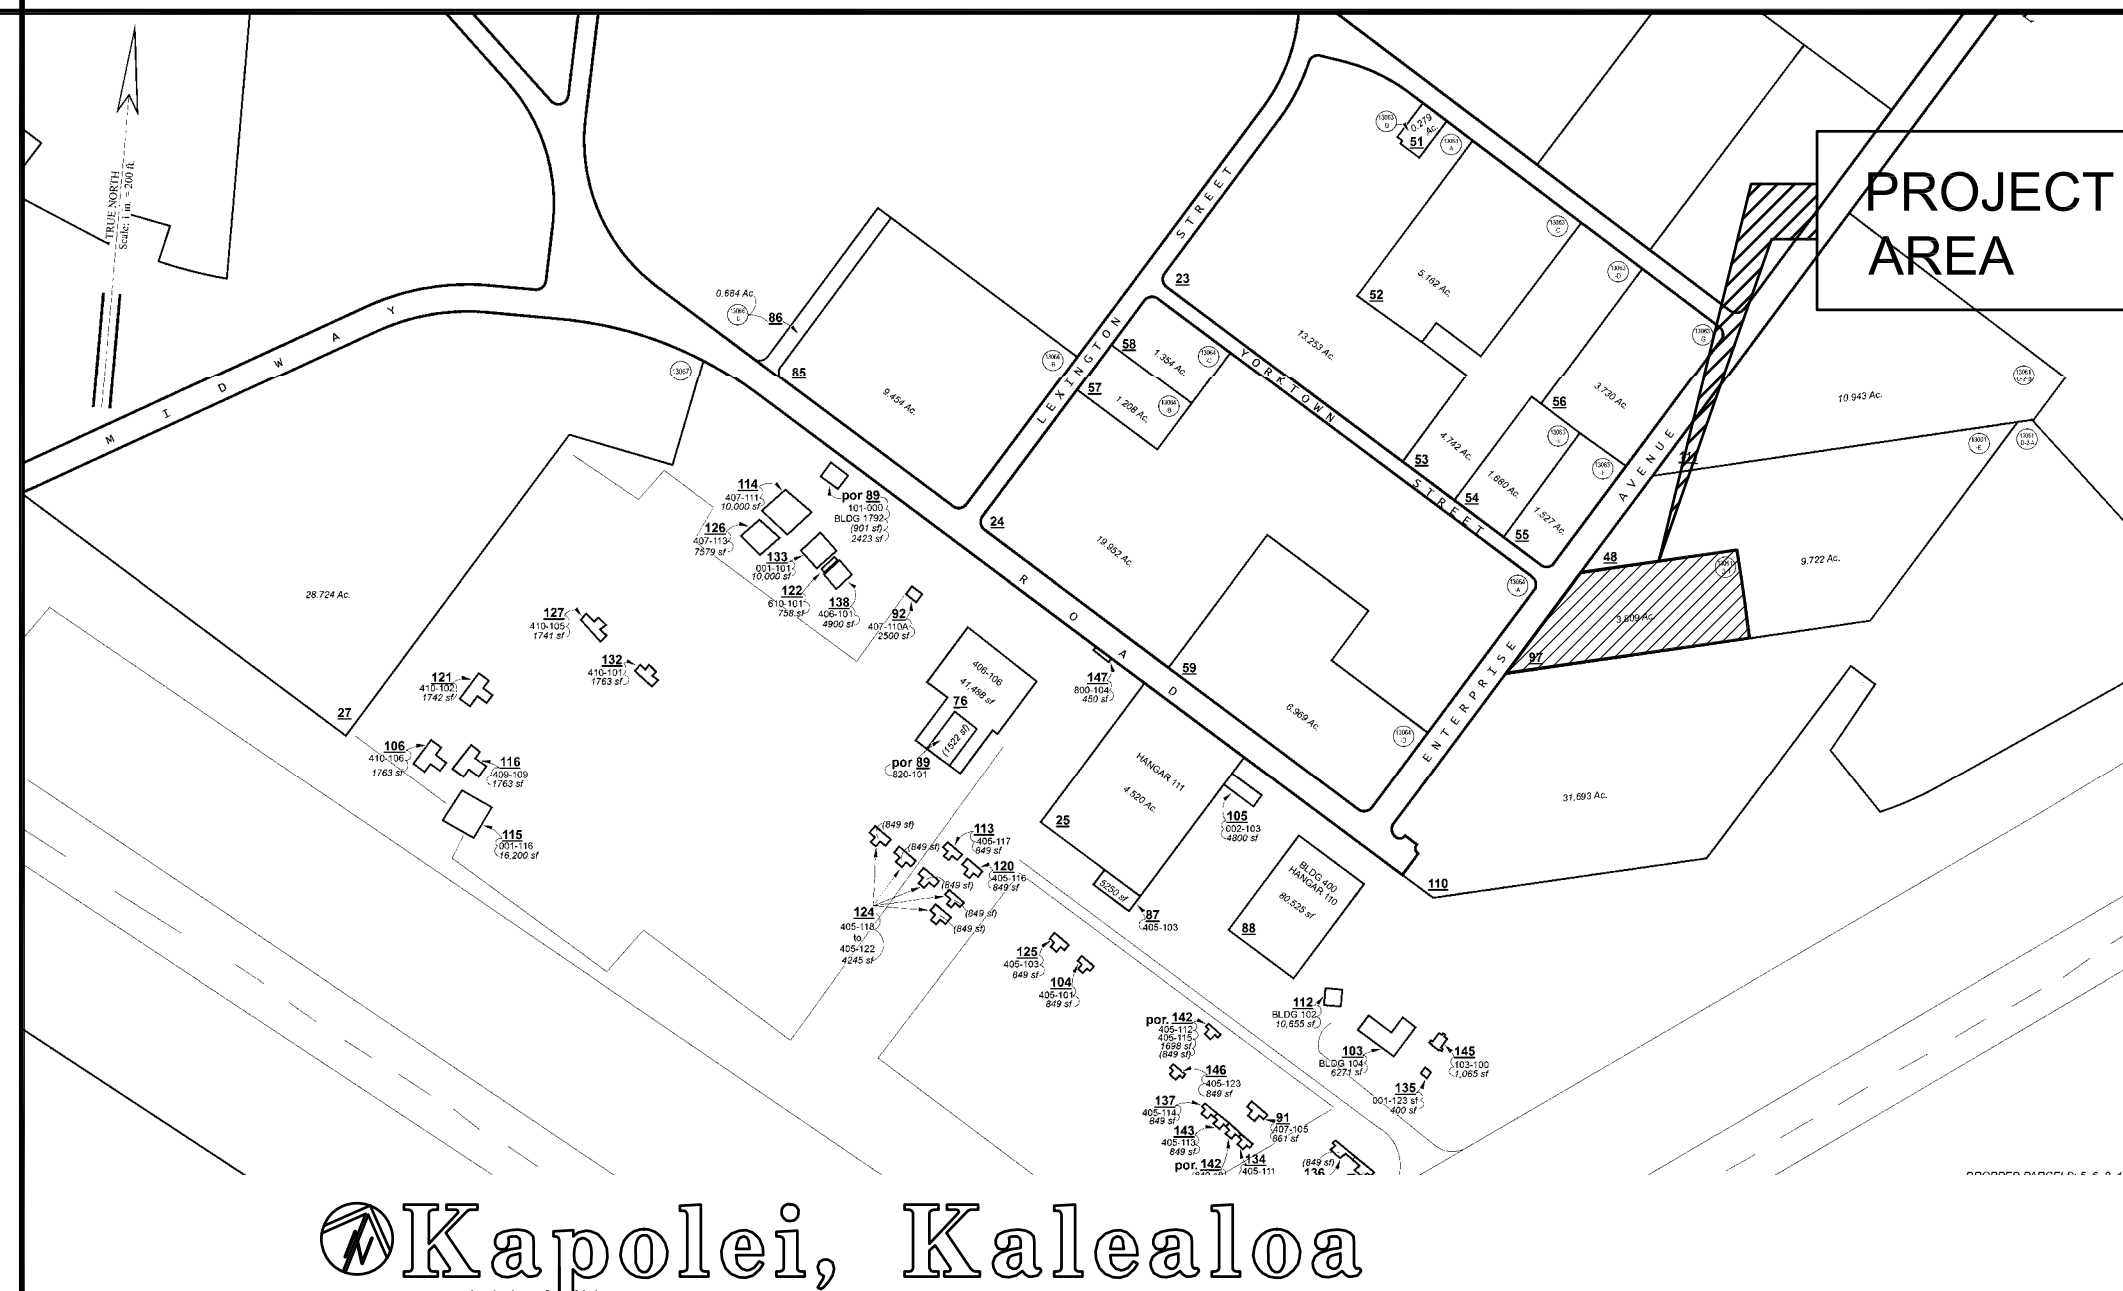 TRUE NORTH
Scale: 1 in. = 200 ft.
MIDWAY
ROAD
LEXINGTON
STREET
YORKTOWN
STREET
ENTERPRISE
AVENUE
PROJECT
AREA
0.279
Ac.
51
23
52
5.162 Ac.
13.253 Ac.
0.684 Ac.
86
85
9.454 Ac.
58
1.354 Ac.
57
1.208 Ac.
56
3.730 Ac.
10.943 Ac.
53
4.742 Ac.
54
1.680 Ac.
55
1.527 Ac.
13067
114
407-111
10,000 sf
por 89
101-000
BLDG 1792
(901 sf)
2423 sf
126
407-113
7579 sf
133
001-101
10,000 sf
122
610-101
758 sf
138
406-101
4900 sf
92
407-110A
2500 sf
24
19.952 Ac.
48
9.722 Ac.
3.809 Ac.
97
28.724 Ac.
27
127
410-105
1741 sf
132
410-101
1763 sf
121
410-102
1742 sf
106
410-106
1763 sf
116
409-109
1763 sf
115
001-116
16,200 sf
406-106
41,488 sf
76
(1522 sf)
por 89
820-101
147
800-104
450 sf
59
6.969 Ac.
HANGAR 111
4.520 Ac.
25
105
002-103
4800 sf
31.693 Ac.
110
5250 sf
87
405-103
BLDG 400
HANGAR 110
80,525 sf
88
(849 sf)
(849 sf)
(849 sf)
(849 sf)
(849 sf)
113
405-117
849 sf
120
405-116
849 sf
124
405-118
to
405-122
4245 sf
125
405-103
849 sf
104
405-101
849 sf
112
BLDG 102
10,655 sf
103
BLDG 104
6271 sf
145
103-100
1,065 sf
135
001-123 sf
400 sf
por. 142
405-112
405-115
1698 sf
(849 sf)
146
405-123
849 sf
137
405-114
849 sf
143
405-113
849 sf
91
407-105
861 sf
por. 142
134
405-111
(849 sf)
136
Kapolei, Kalealoa